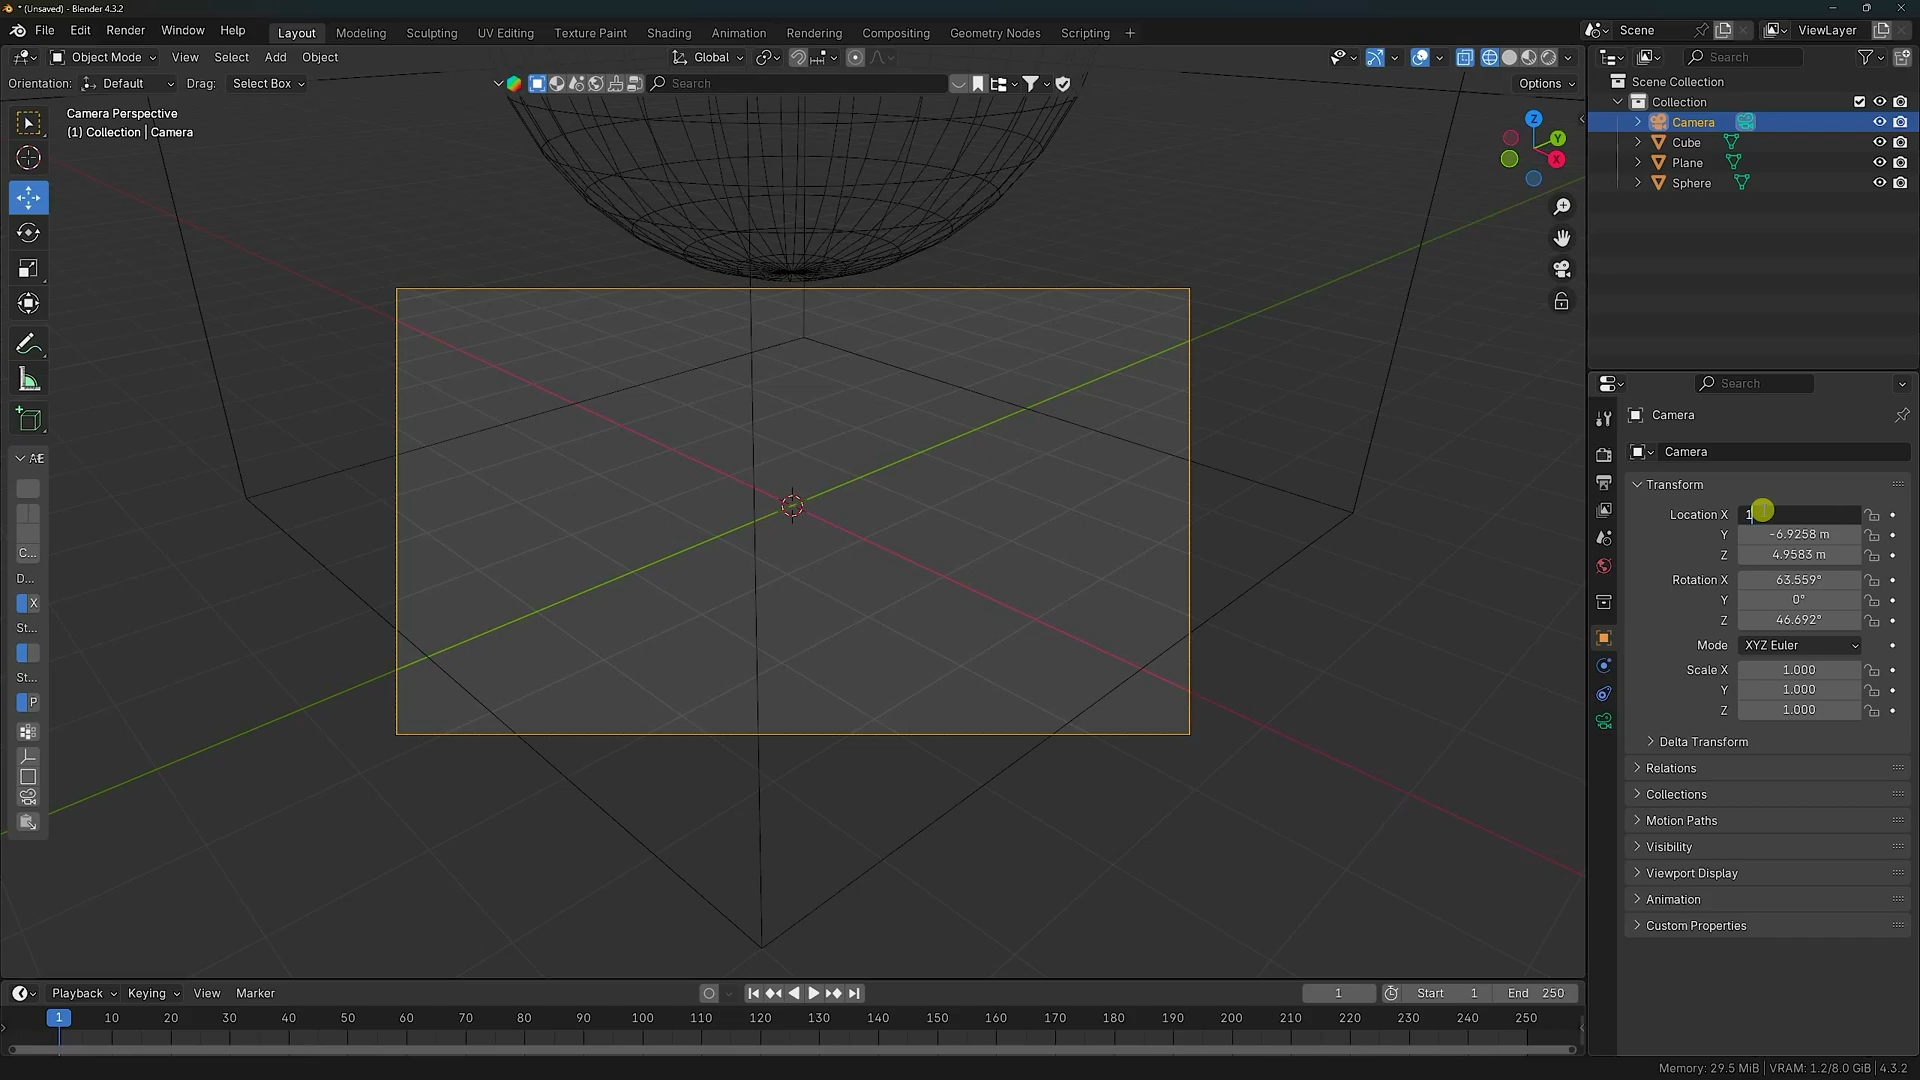 * (Unsaved) - Blender 4.3.2
File Edit Render Window Help
Layout Modeling Sculpting UV Editing Texture Paint Shading Animation Rendering Compositing Geometry Nodes Scripting +
Scene
ViewLayer
Object Mode View Select Add Object
Global
Search
Orientation: Default Drag: Select Box
Search
Options
Camera Perspective
(1) Collection | Camera
Z
Y
X
Scene Collection
Collection
Camera
Cube
Plane
Sphere
AE
C...
D...
X
St...
St...
P
Search
Camera
Camera
Transform
Location X 1
Y -6.9258 m
Z 4.9583 m
Rotation X 63.559°
Y 0°
Z 46.692°
Mode XYZ Euler
Scale X 1.000
Y 1.000
Z 1.000
Delta Transform
Relations
Collections
Motion Paths
Visibility
Viewport Display
Animation
Custom Properties
Playback Keying View Marker
1 Start 1 End 250
1 10 20 30 40 50 60 70 80 90 100 110 120 130 140 150 160 170 180 190 200 210 220 230 240 250
Memory: 29.5 MiB | VRAM: 1.2/8.0 GiB | 4.3.2